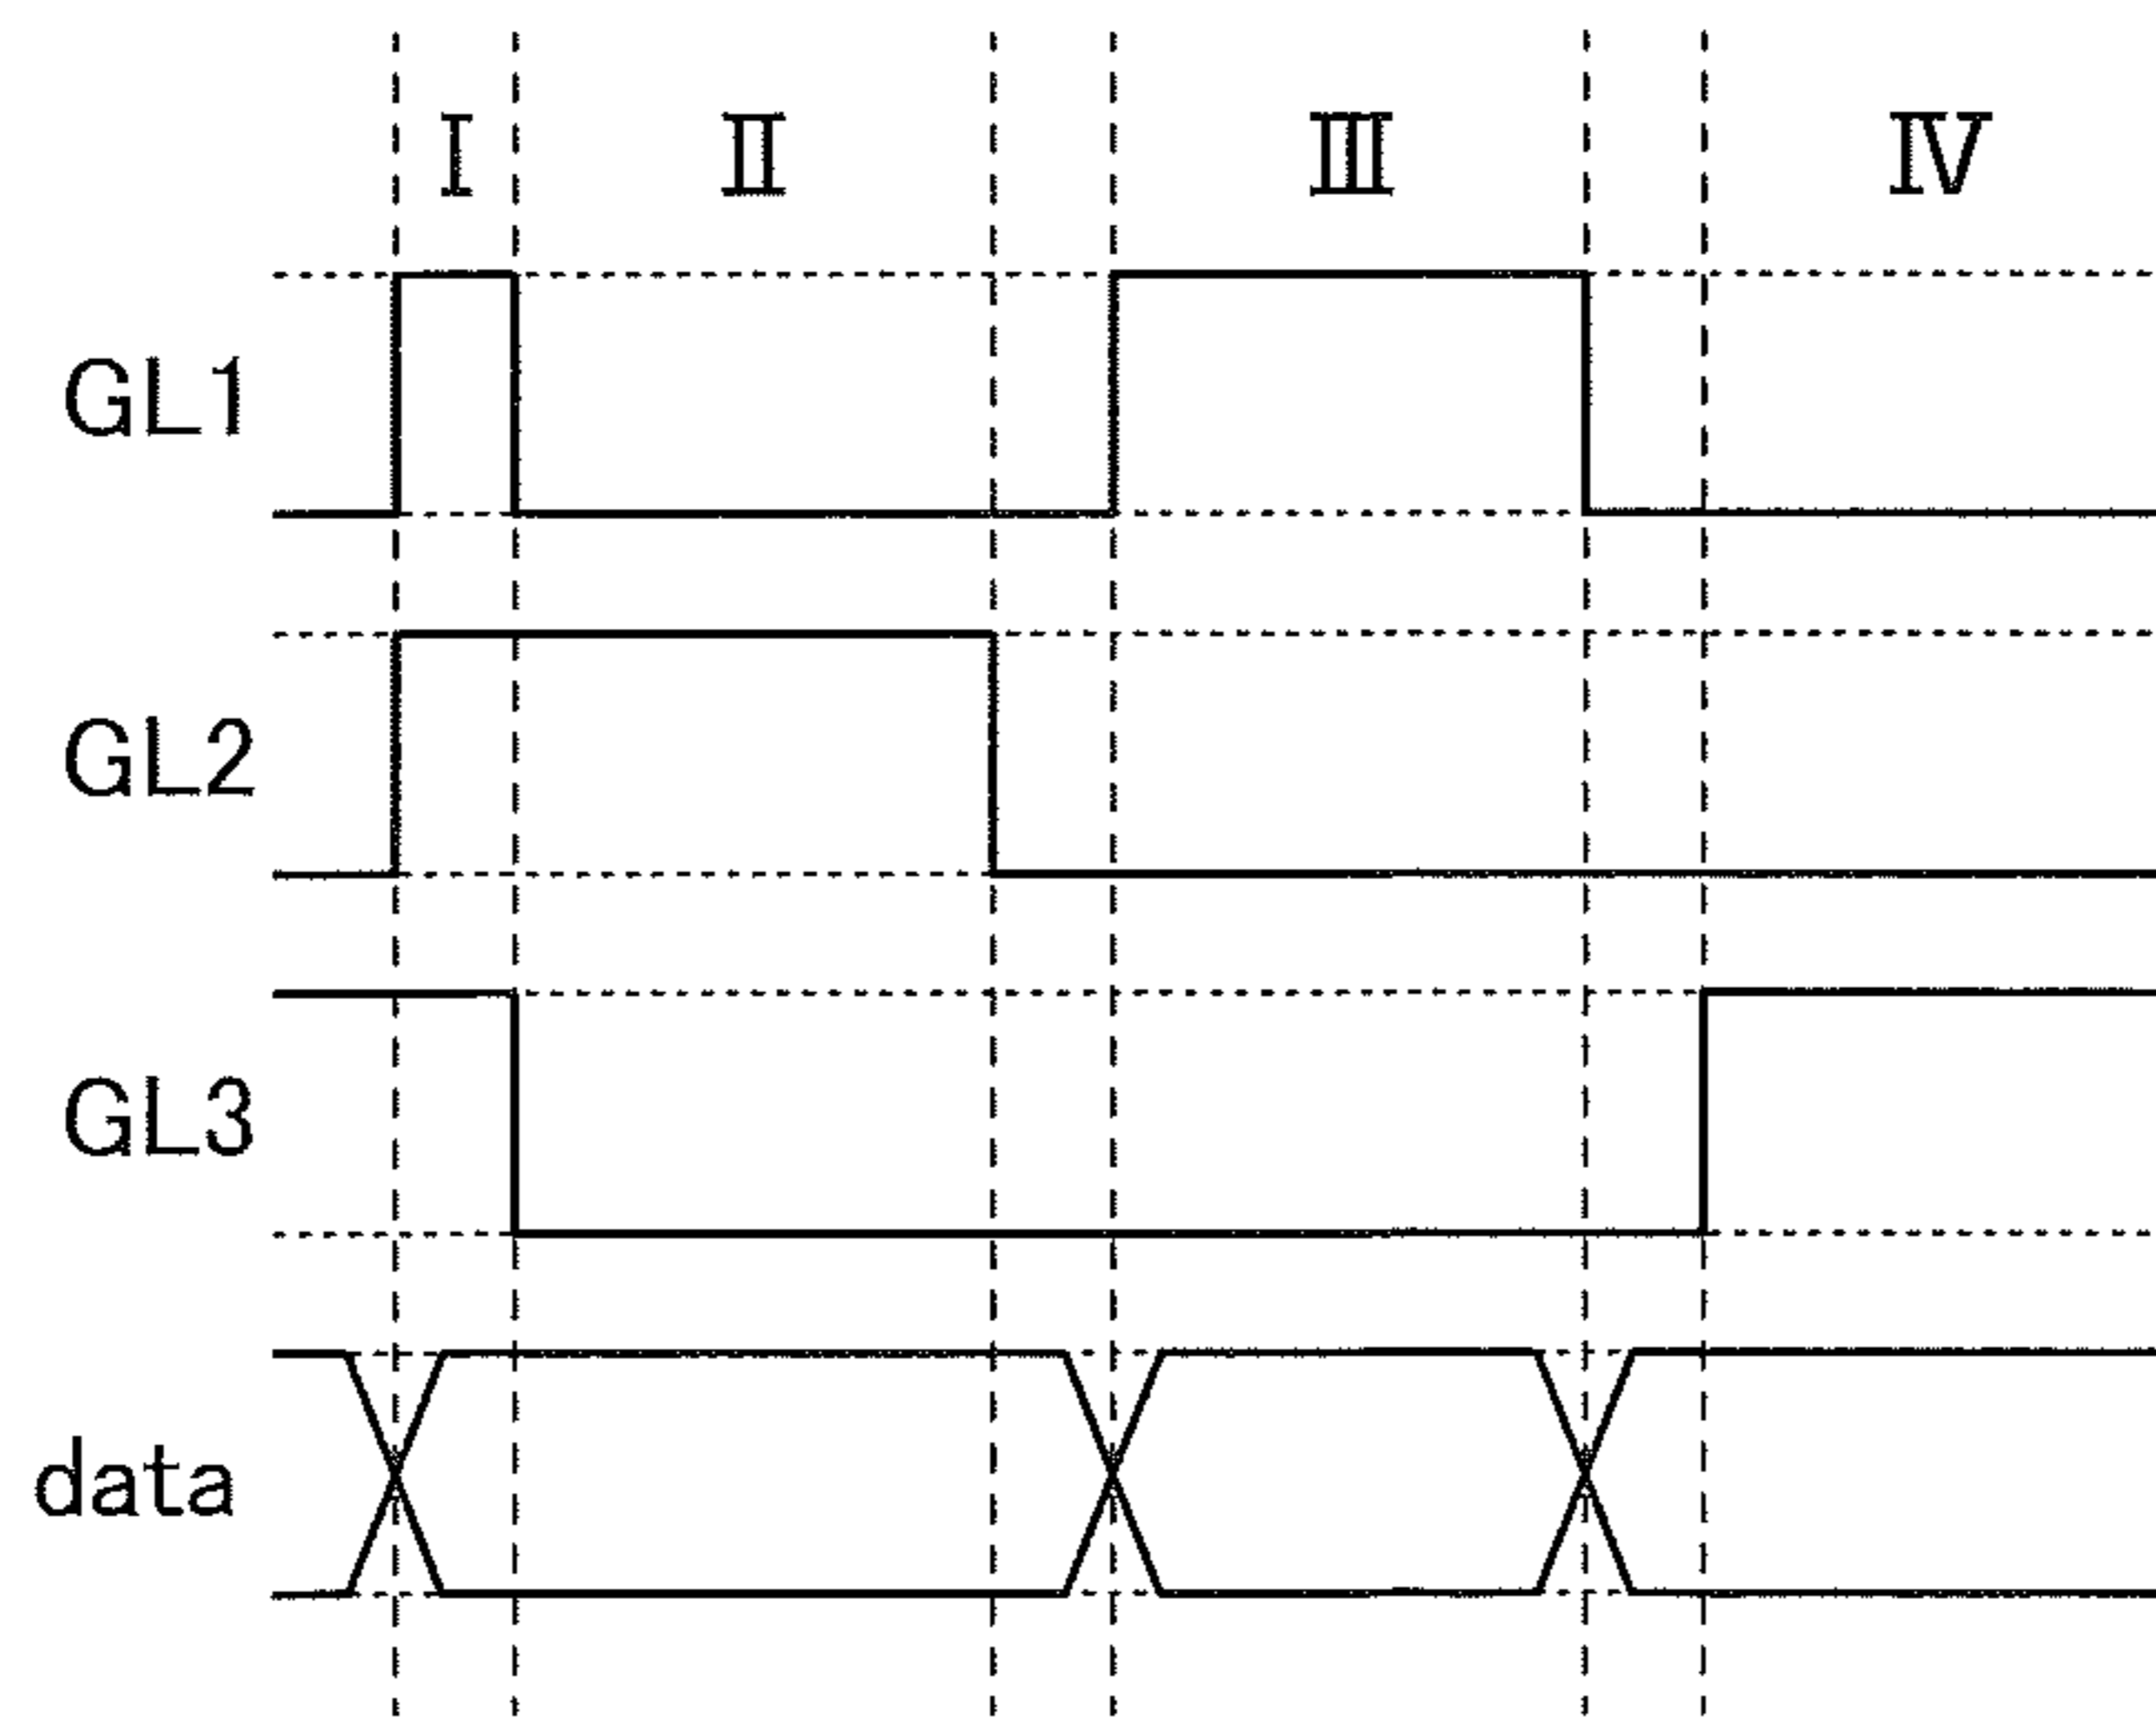 Ⅰ Ⅱ Ⅲ Ⅳ
GL1
GL2
GL3
data